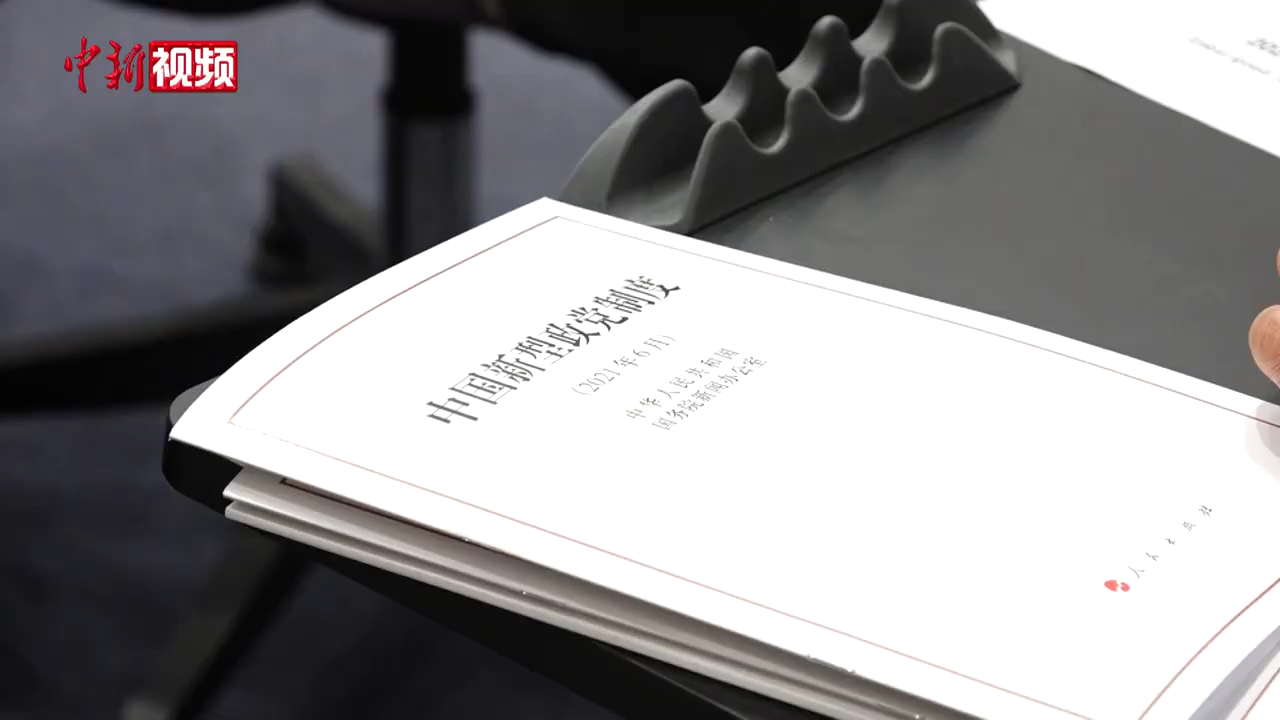 中新视频
中国新型政党制度
(2021年6月)
中华人民共和国
国务院新闻办公室
人民出版社